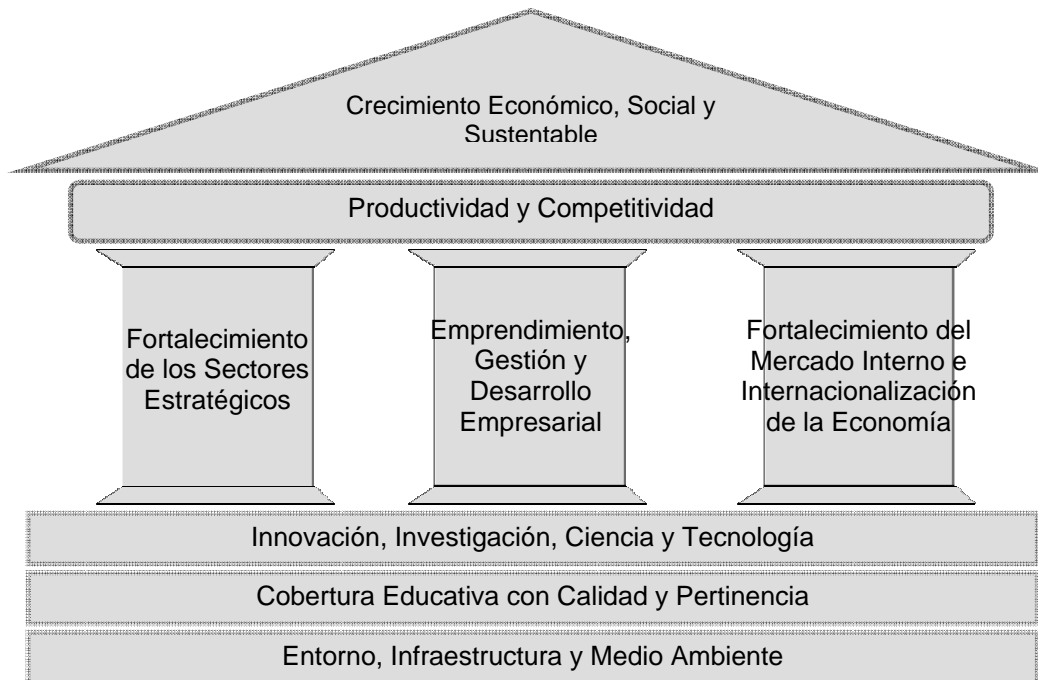 Crecimiento Económico, Social y
Sustentable
Productividad y Competitividad
Fortalecimiento
de los Sectores
Estratégicos
Emprendimiento,
Gestión y
Desarrollo
Empresarial
Fortalecimiento del
Mercado Interno e
Internacionalización
de la Economía
Innovación, Investigación, Ciencia y Tecnología
Cobertura Educativa con Calidad y Pertinencia
Entorno, Infraestructura y Medio Ambiente